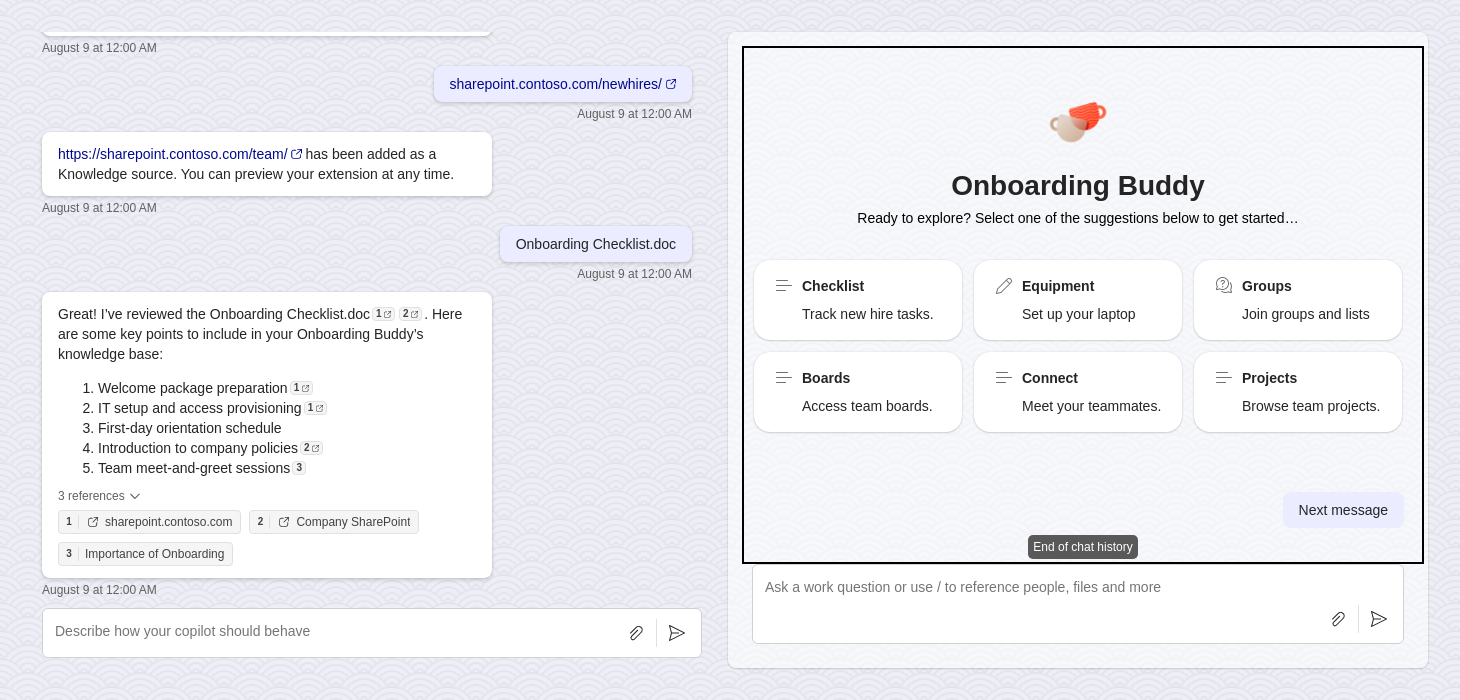 August 9 at 12:00 AM
sharepoint.contoso.com/newhires/
August 9 at 12:00 AM
https://sharepoint.contoso.com/team/ has been added as a
Knowledge source. You can preview your extension at any time.
August 9 at 12:00 AM
Onboarding Checklist.doc
August 9 at 12:00 AM
Great! I’ve reviewed the Onboarding Checklist.doc 1 2 . Here
are some key points to include in your Onboarding Buddy’s
knowledge base:
1. Welcome package preparation 1
2. IT setup and access provisioning 1
3. First-day orientation schedule
4. Introduction to company policies 2
5. Team meet-and-greet sessions 3
3 references
1 sharepoint.contoso.com 2 Company SharePoint
3 Importance of Onboarding
August 9 at 12:00 AM
Describe how your copilot should behave
Onboarding Buddy
Ready to explore? Select one of the suggestions below to get started…
Checklist
Track new hire tasks.
Equipment
Set up your laptop
Groups
Join groups and lists
Boards
Access team boards.
Connect
Meet your teammates.
Projects
Browse team projects.
Next message
End of chat history
Ask a work question or use / to reference people, files and more